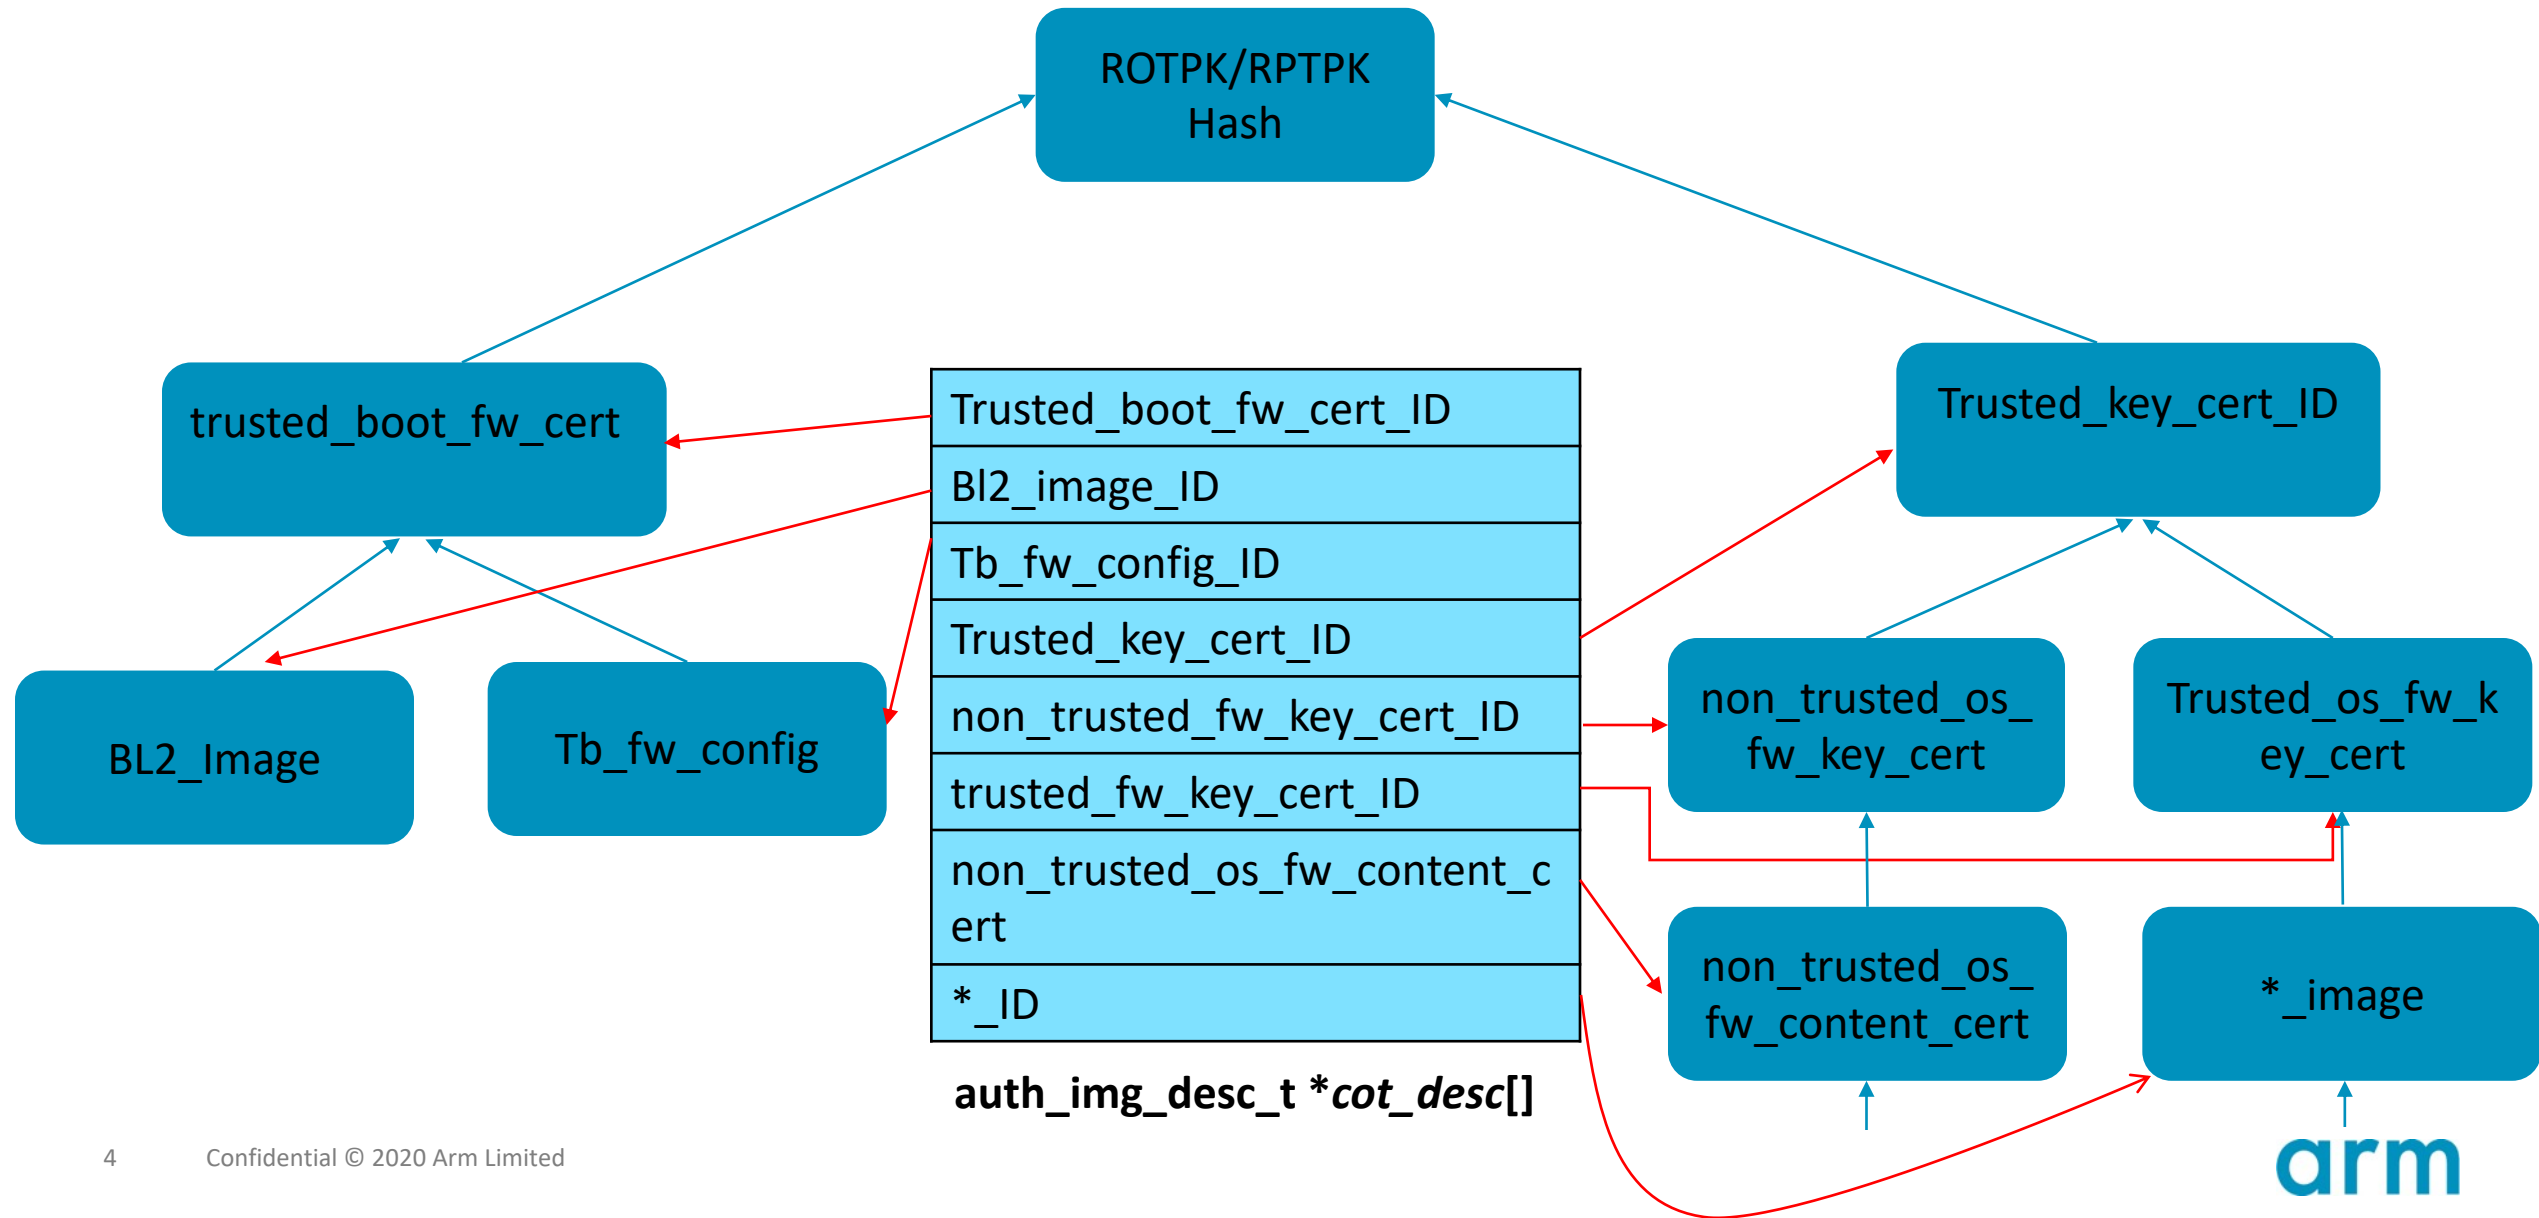 ROTPK/RPTPK
Hash
trusted_boot_fw_cert
Trusted_key_cert_ID
BL2_Image
Tb_fw_config
Trusted_boot_fw_cert_ID
Bl2_image_ID
Tb_fw_config_ID
Trusted_key_cert_ID
non_trusted_fw_key_cert_ID
trusted_fw_key_cert_ID
non_trusted_os_fw_content_c
ert
*_ID
auth_img_desc_t *cot_desc[]
non_trusted_os_
fw_key_cert
Trusted_os_fw_k
ey_cert
non_trusted_os_
fw_content_cert
*_image
4 Confidential © 2020 Arm Limited
arm